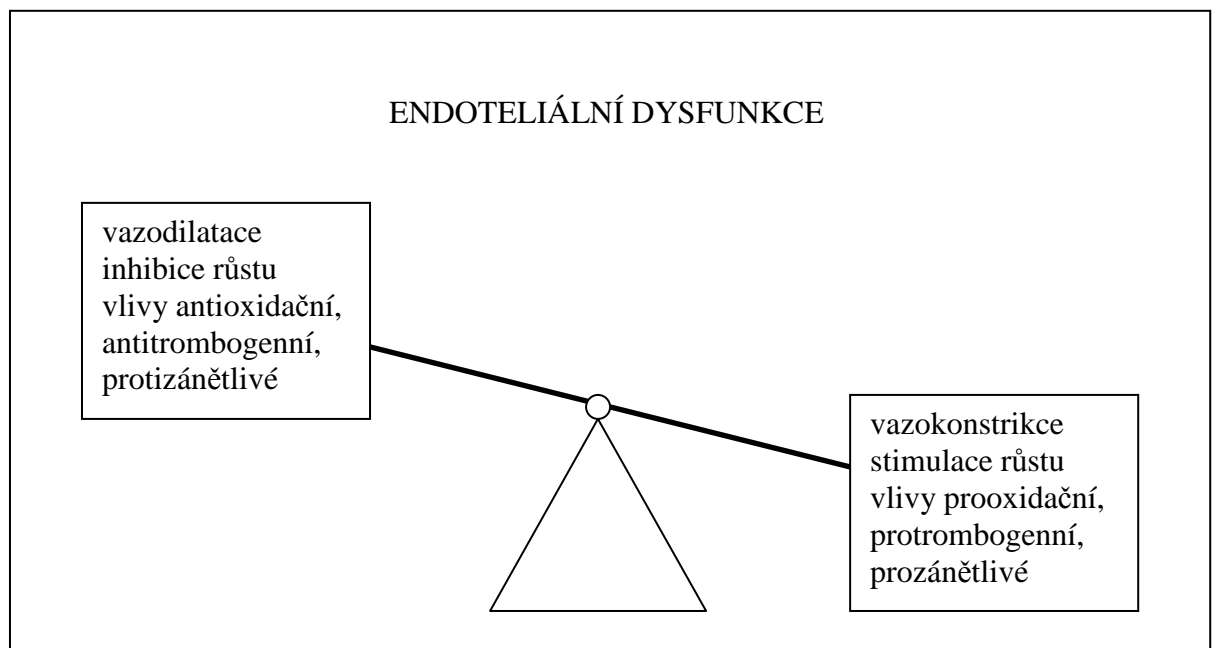 ENDOTELIÁLNÍ DYSFUNKCE
vazodilatace
inhibice růstu
vlivy antioxidační,
antitrombogenní,
protizánětlivé
vazokonstrikce
stimulace růstu
vlivy prooxidační,
protrombogenní,
prozánětlivé